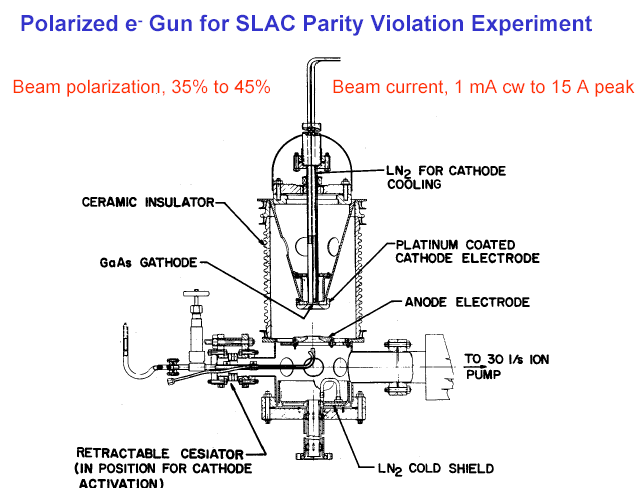 Polarized e- Gun for SLAC Parity Violation Experiment
Beam polarization, 35% to 45%
Beam current, 1 mA cw to 15 A peak
LN2 FOR CATHODE
COOLING
CERAMIC INSULATOR
PLATINUM COATED
CATHODE ELECTRODE
GaAs GATHODE
ANODE ELECTRODE
TO 30 l/s ION
PUMP
RETRACTABLE CESIATOR
(IN POSITION FOR CATHODE
ACTIVATION)
LN2 COLD SHIELD